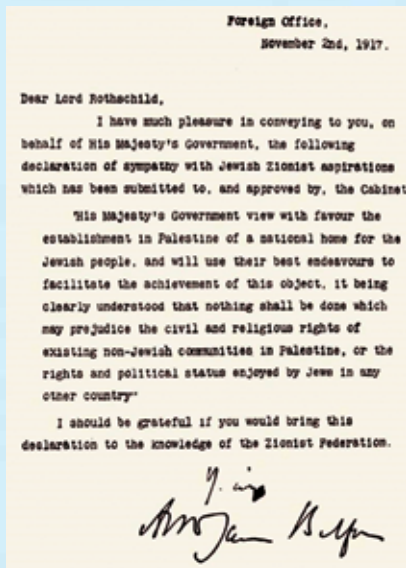 Foreign Office,
November 2nd, 1917.
Dear Lord Rothschild,
I have much pleasure in conveying to you, on
behalf of His Majesty's Government, the following
declaration of sympathy with Jewish Zionist aspirations
which has been submitted to, and approved by, the Cabinet
"His Majesty's Government view with favour the
establishment in Palestine of a national home for the
Jewish people, and will use their best endeavours to
facilitate the achievement of this object, it being
clearly understood that nothing shall be done which
may prejudice the civil and religious rights of
existing non-Jewish communities in Palestine, or the
rights and political status enjoyed by Jews in any
other country"
I should be grateful if you would bring this
declaration to the knowledge of the Zionist Federation.